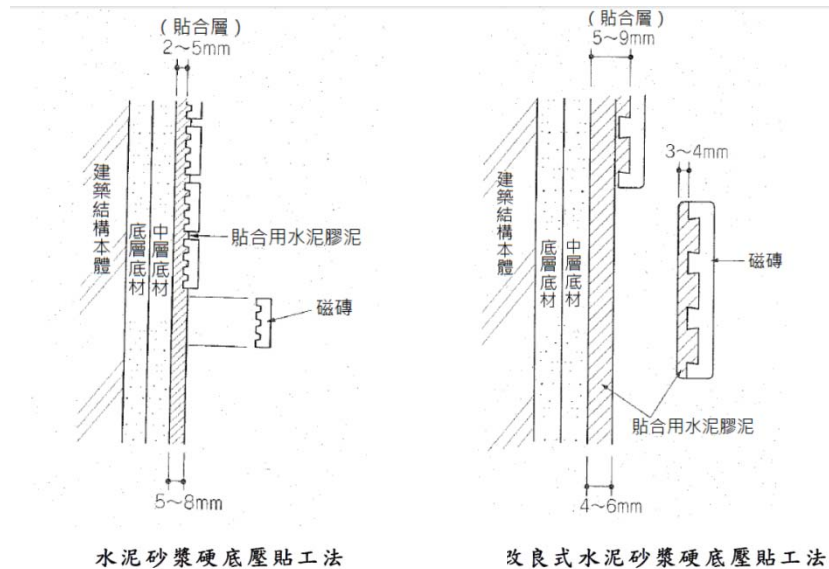 (貼合層)
2～5mm
建築結構本體
底層底材
中層底材
貼合用水泥膠泥
磁磚
5～8mm
水泥砂漿硬底壓貼工法
(貼合層)
5～9mm
3～4mm
建築結構本體
底層底材
中層底材
磁磚
貼合用水泥膠泥
4～6mm
改良式水泥砂漿硬底壓貼工法